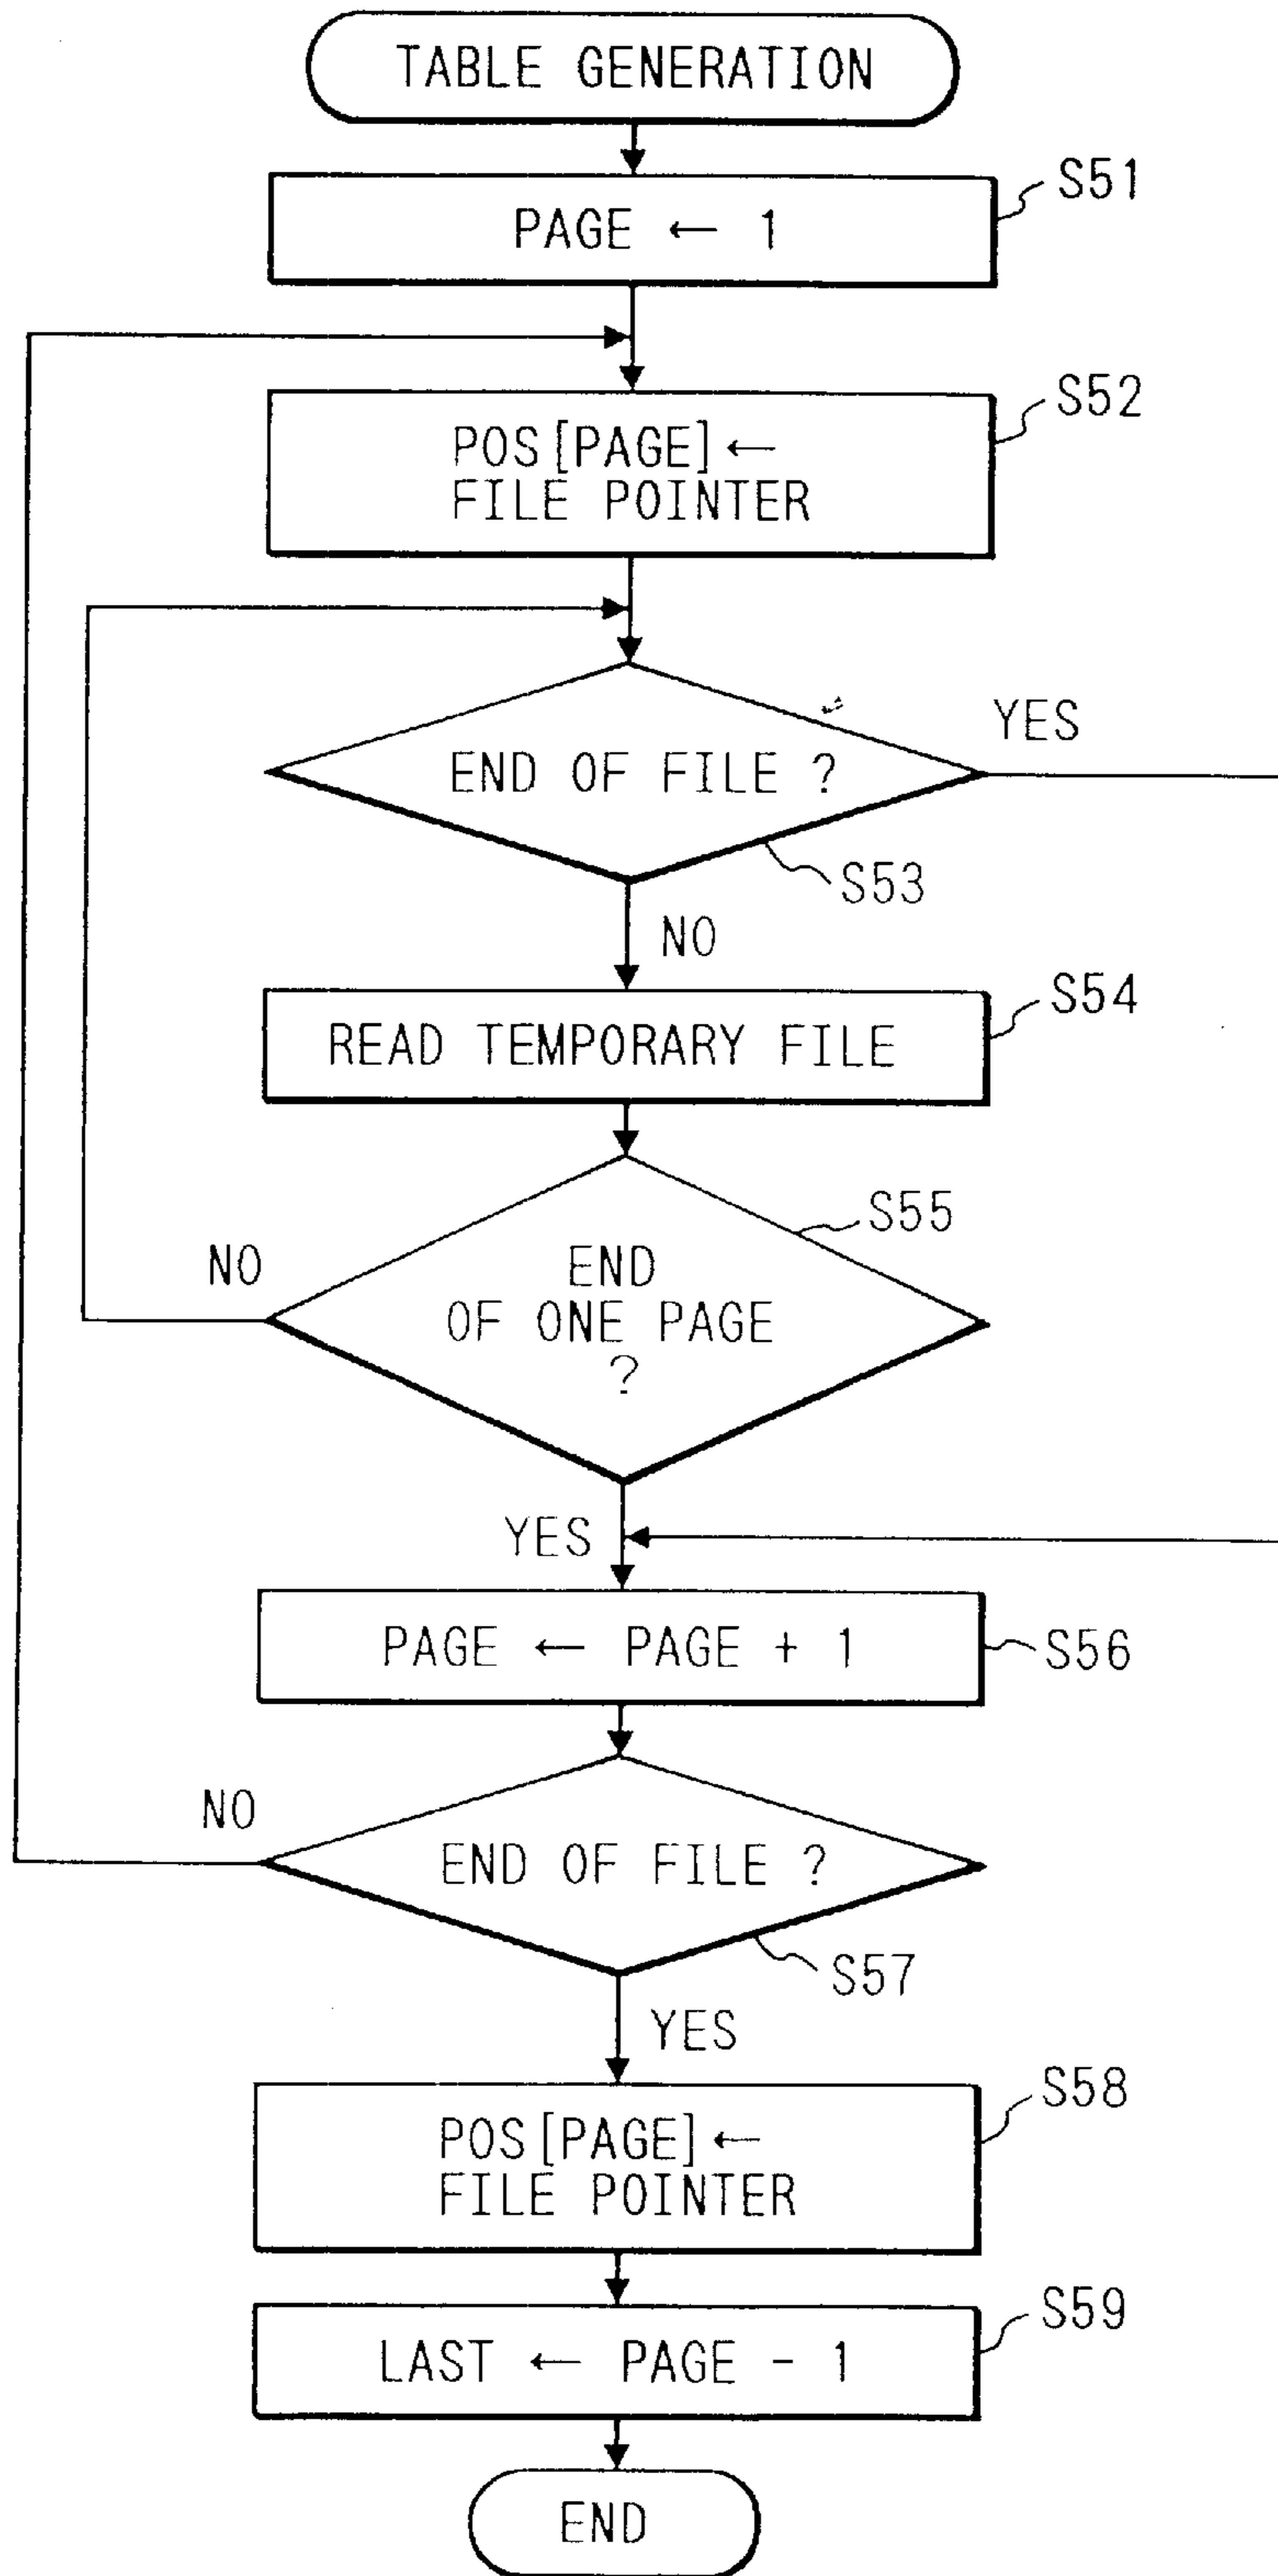 TABLE GENERATION
S51
PAGE ← 1
S52
POS[PAGE] ←
FILE POINTER
YES
END OF FILE ?
S53
NO
S54
READ TEMPORARY FILE
S55
NO
END
OF ONE PAGE
?
YES
PAGE ← PAGE + 1
S56
NO
END OF FILE ?
S57
YES
S58
POS[PAGE] ←
FILE POINTER
S59
LAST ← PAGE - 1
END